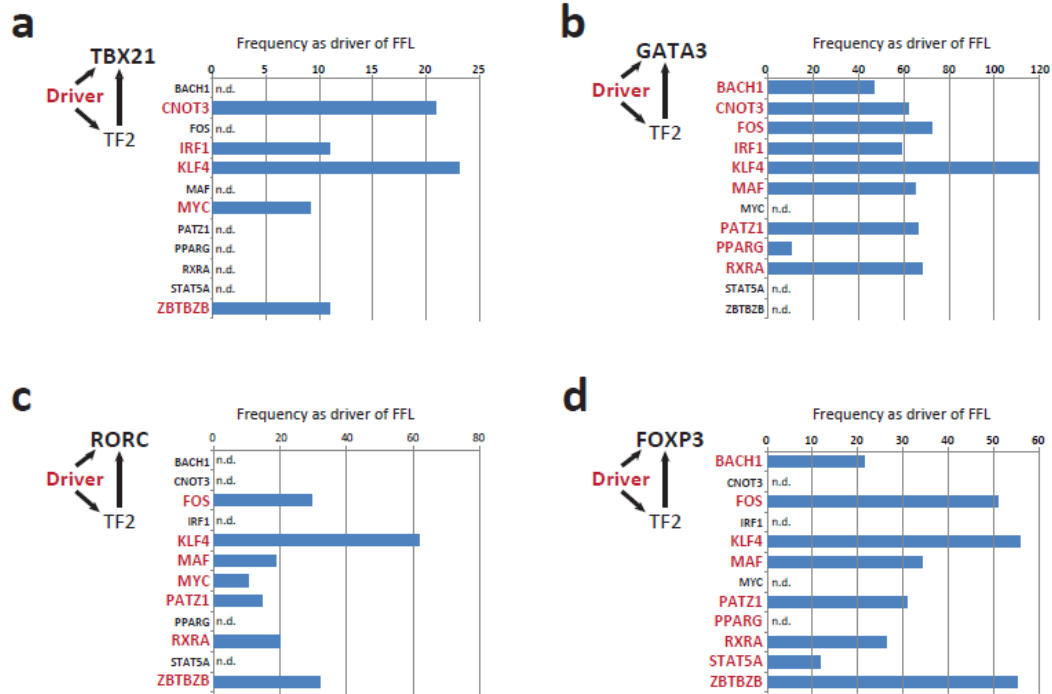 a
TBX21
Driver
TF2
Frequency as driver of FFL
0 5 10 15 20 25
BACH1 n.d.
CNOT3
FOS n.d.
IRF1
KLF4
MAF n.d.
MYC
PATZ1 n.d.
PPARG n.d.
RXRA n.d.
STAT5A n.d.
ZBTBZB
b
GATA3
Driver
TF2
Frequency as driver of FFL
0 20 40 60 80 100 120
BACH1
CNOT3
FOS
IRF1
KLF4
MAF
MYC n.d.
PATZ1
PPARG
RXRA
STAT5A n.d.
ZBTBZB n.d.
c
RORC
Driver
TF2
Frequency as driver of FFL
0 20 40 60 80
BACH1 n.d.
CNOT3 n.d.
FOS
IRF1 n.d.
KLF4
MAF
MYC
PATZ1
PPARG n.d.
RXRA
STAT5A n.d.
ZBTBZB
d
FOXP3
Driver
TF2
Frequency as driver of FFL
0 10 20 30 40 50 60
BACH1
CNOT3 n.d.
FOS
IRF1 n.d.
KLF4
MAF
MYC n.d.
PATZ1
PPARG n.d.
RXRA
STAT5A
ZBTBZB